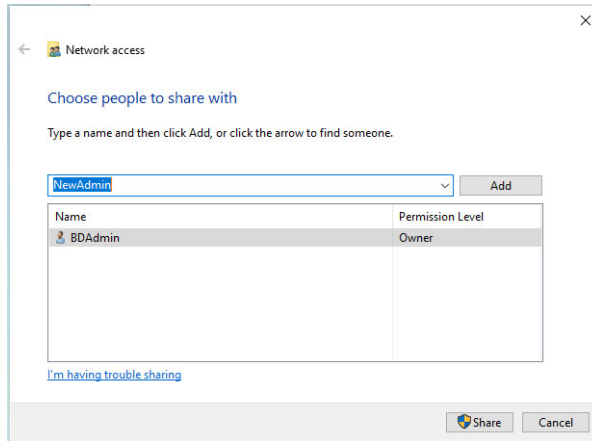 Network access
Choose people to share with
Type a name and then click Add, or click the arrow to find someone.
NewAdmin Add
Name Permission Level
BDAdmin Owner
I'm having trouble sharing
Share Cancel